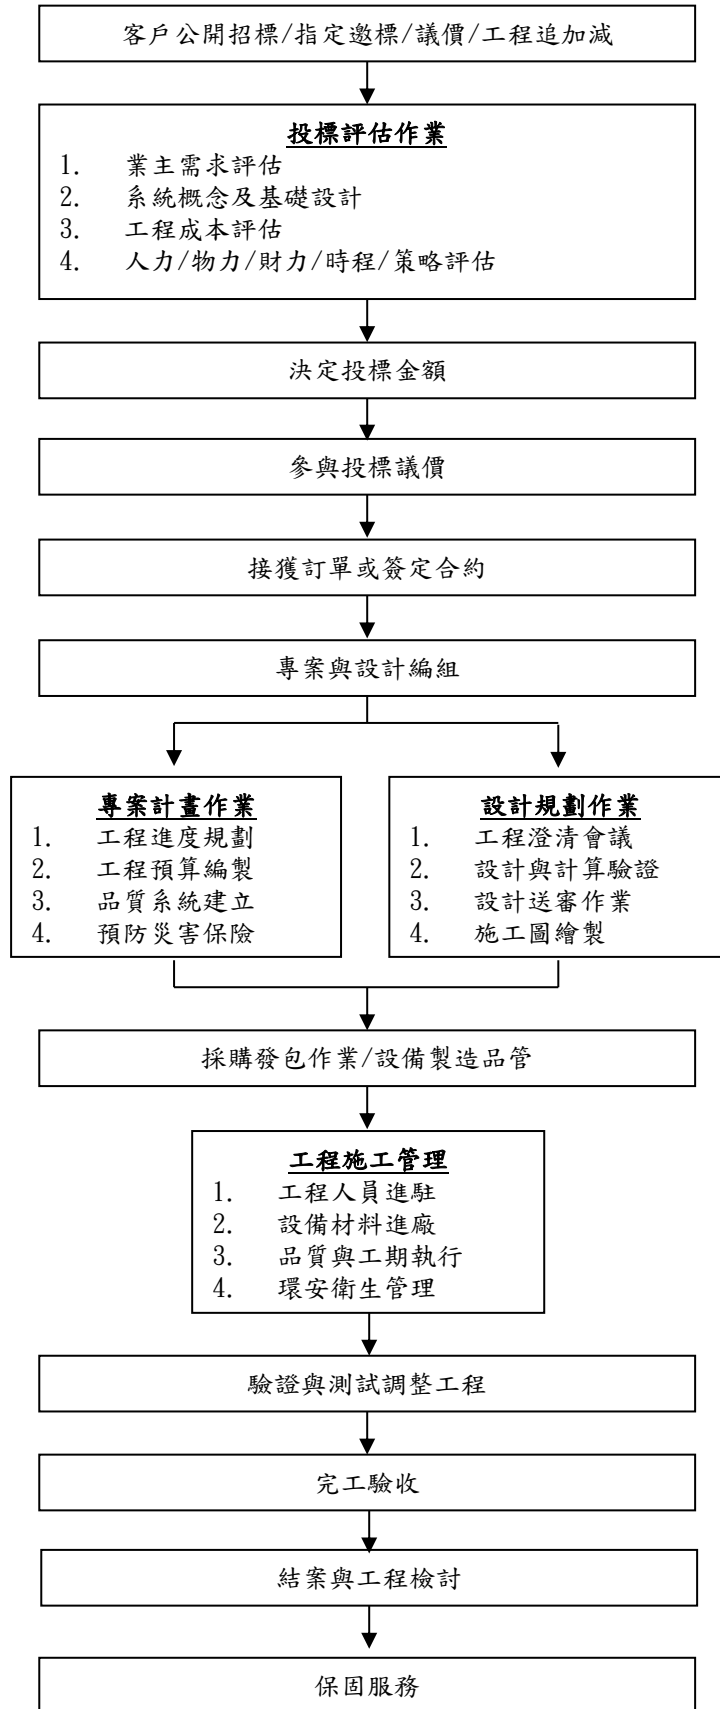 客戶公開招標/指定邀標/議價/工程追加減
投標評估作業
1. 業主需求評估
2. 系統概念及基礎設計
3. 工程成本評估
4. 人力/物力/財力/時程/策略評估
決定投標金額
參與投標議價
接獲訂單或簽定合約
專案與設計編組
專案計畫作業
1. 工程進度規劃
2. 工程預算編製
3. 品質系統建立
4. 預防災害保險
設計規劃作業
1. 工程澄清會議
2. 設計與計算驗證
3. 設計送審作業
4. 施工圖繪製
採購發包作業/設備製造品管
工程施工管理
1. 工程人員進駐
2. 設備材料進廠
3. 品質與工期執行
4. 環安衛生管理
驗證與測試調整工程
完工驗收
結案與工程檢討
保固服務